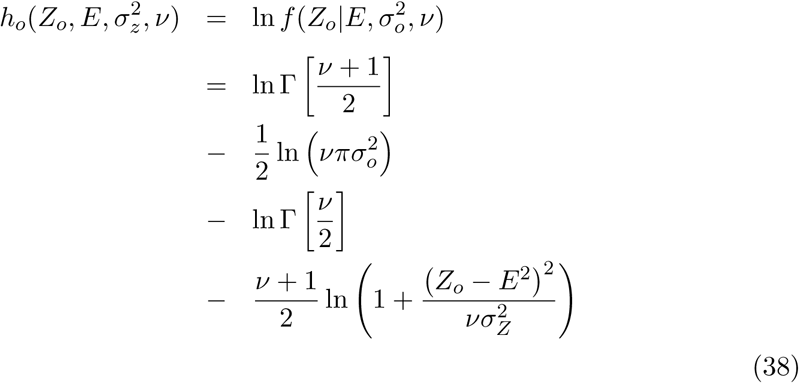 h_o(Z_o, E, σ_z^2, ν) = ln f(Z_o|E, σ_o^2, ν)
= ln Γ [ (ν + 1)/2 ]
− 1/2 ln (νπσ_o^2)
− ln Γ [ ν/2 ]
− (ν + 1)/2 ln ( 1 + (Z_o − E^2)^2/(νσ_Z^2) )
(38)